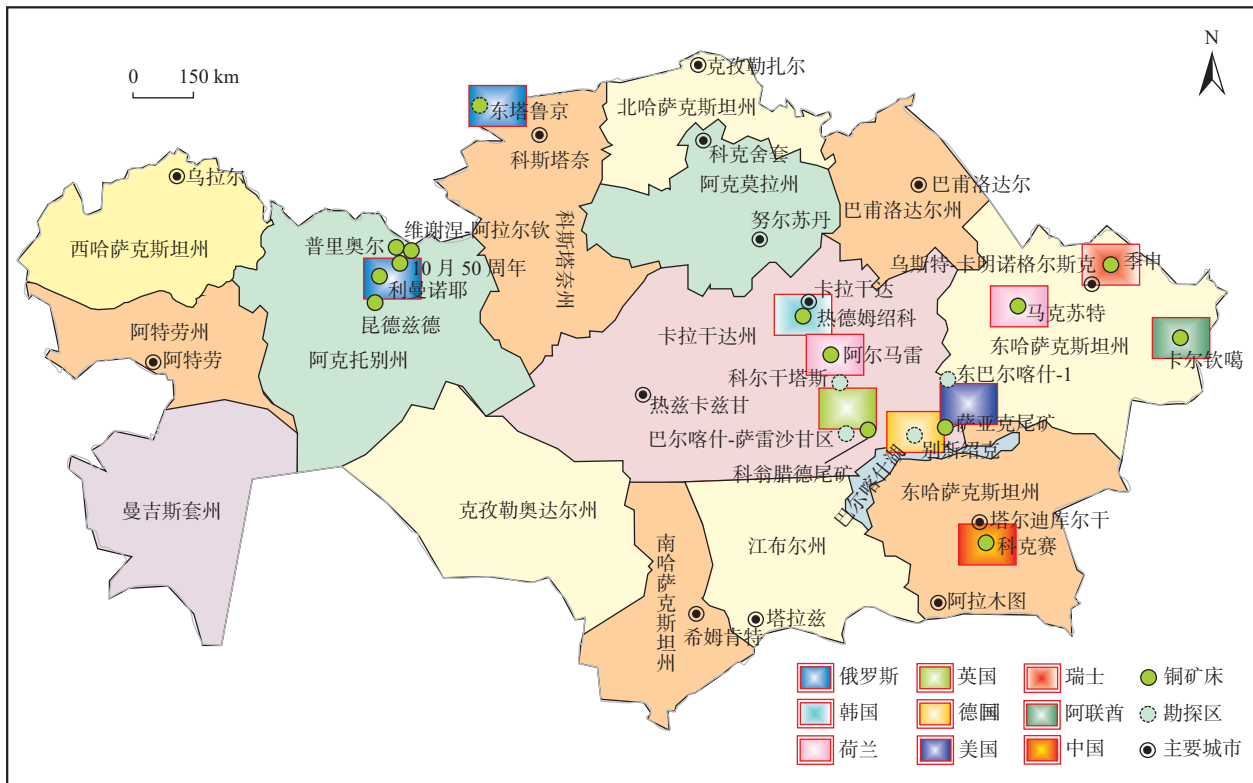 N
0 150 km
克孜勒扎尔
东塔鲁京
北哈萨克斯坦州
科斯塔奈
科克舍套
阿克莫拉州
乌拉尔
巴甫洛达尔
巴甫洛达尔州
科斯塔奈州
努尔苏丹
维谢涅-阿拉尔钦
普里奥尔
西哈萨克斯坦州
10月50周年
利曼诺耶
昆德兹德
乌斯特-卡明诺格尔斯克
季申
卡拉干达
热德姆绍科
马克苏特
阿特劳州
阿特劳
阿克托别州
卡拉干达州
阿尔马雷
东哈萨克斯坦州
卡尔钦噶
科尔干塔斯
东巴尔喀什-1
热兹卡兹甘
巴尔喀什-萨雷沙甘区
萨亚克尾矿
别斯绍克
科翁腊德尾矿
巴尔喀什湖
东哈萨克斯坦州
曼吉斯套州
克孜勒奥达尔州
塔尔迪库尔干
科克赛
南哈萨克斯坦州
江布尔州
阿拉木图
希姆肯特
塔拉兹
俄罗斯 英国 瑞士 铜矿床
韩国 德国 阿联酋 勘探区
荷兰 美国 中国 主要城市